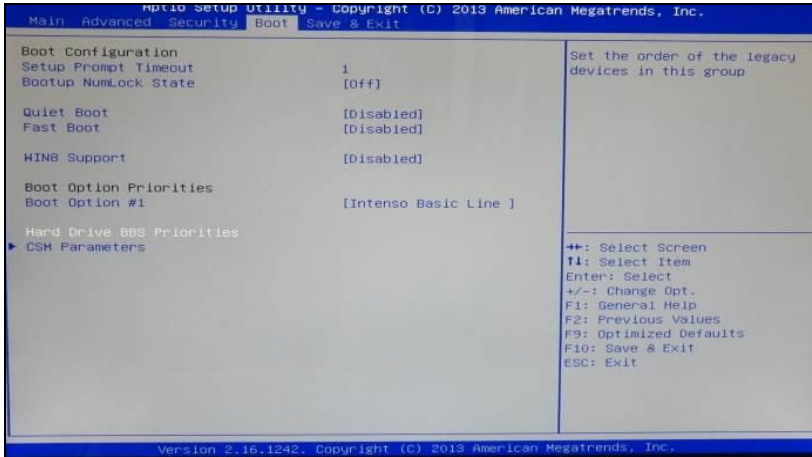 Aptio Setup Utility - Copyright (C) 2013 American Megatrends, Inc.
Main Advanced Security Boot Save & Exit
Boot Configuration
Setup Prompt Timeout 1
Bootup NumLock State [Off]
Quiet Boot [Disabled]
Fast Boot [Disabled]
WIN8 Support [Disabled]
Boot Option Priorities
Boot Option #1 [Intenso Basic Line ]
Hard Drive BBS Priorities
► CSM Parameters
Set the order of the legacy
devices in this group
→←: Select Screen
↑↓: Select Item
Enter: Select
+/-: Change Opt.
F1: General Help
F2: Previous Values
F9: Optimized Defaults
F10: Save & Exit
ESC: Exit
Version 2.16.1242. Copyright (C) 2013 American Megatrends, Inc.